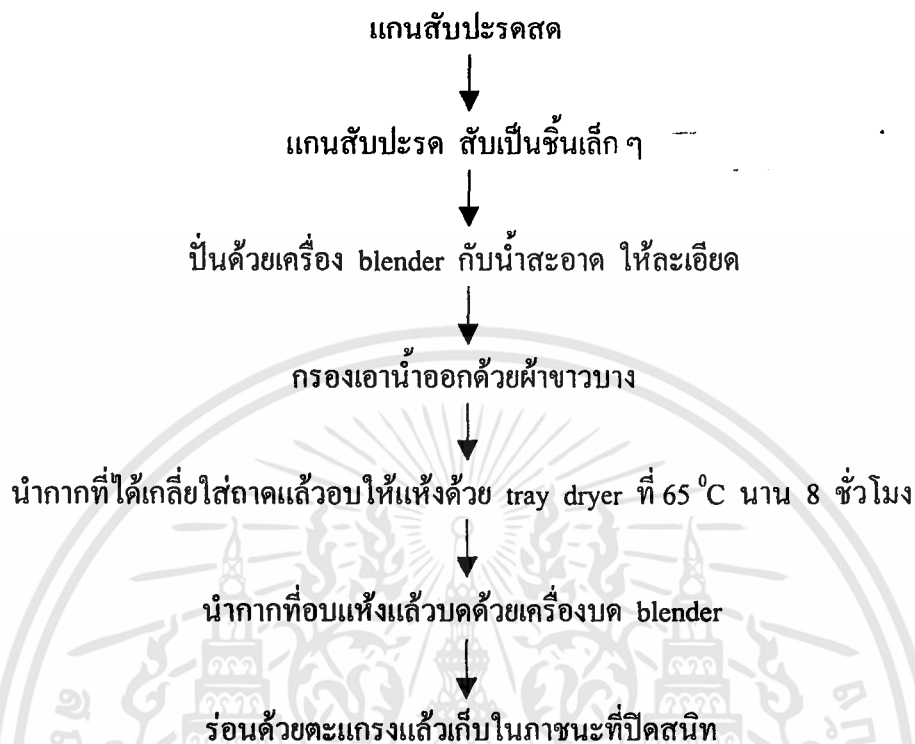 แกนสับปะรดสด
แกนสับปะรด สับเป็นชิ้นเล็ก ๆ
ปั่นด้วยเครื่อง blender กับน้ำสะอาด ให้ละเอียด
กรองเอาน้ำออกด้วยผ้าขาวบาง
นำกากที่ได้เกลี่ยใส่ถาดแล้วอบให้แห้งด้วย tray dryer ที่ 65 ⁰C นาน 8 ชั่วโมง
นำกากที่อบแห้งแล้วบดด้วยเครื่องบด blender
ร่อนด้วยตะแกรงแล้วเก็บในภาชนะที่ปิดสนิท